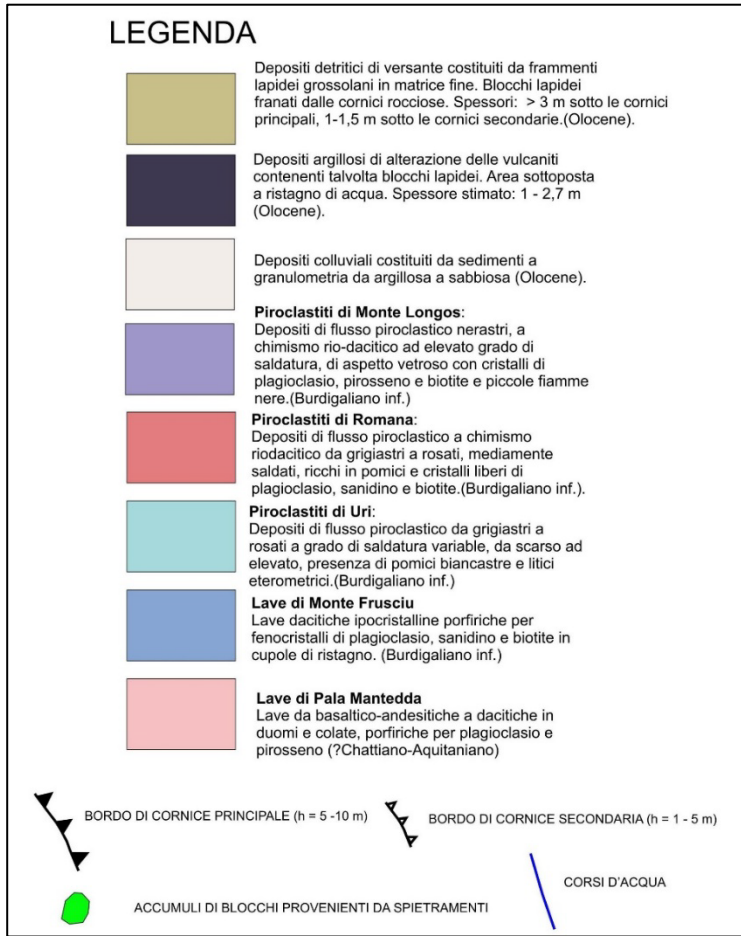 LEGENDA
Depositi detritici di versante costituiti da frammenti
lapidei grossolani in matrice fine. Blocchi lapidei
franati dalle cornici rocciose. Spessori:  > 3 m sotto le cornici
principali, 1-1,5 m sotto le cornici secondarie.(Olocene).
Depositi argillosi di alterazione delle vulcaniti
contenenti talvolta blocchi lapidei. Area sottoposta
a ristagno di acqua. Spessore stimato: 1 - 2,7 m
(Olocene).
Depositi colluviali costituiti da sedimenti a
granulometria da argillosa a sabbiosa (Olocene).
Piroclastiti di Monte Longos:
Depositi di flusso piroclastico nerastri, a
chimismo rio-dacitico ad elevato grado di
saldatura, di aspetto vetroso con cristalli di
plagioclasio, pirosseno e biotite e piccole fiamme
nere.(Burdigaliano inf.)
Piroclastiti di Romana:
Depositi di flusso piroclastico a chimismo
riodacitico da grigiastri a rosati, mediamente
saldati, ricchi in pomici e cristalli liberi di
plagioclasio, sanidino e biotite.(Burdigaliano inf.).
Piroclastiti di Uri:
Depositi di flusso piroclastico da grigiastri a
rosati a grado di saldatura variable, da scarso ad
elevato, presenza di pomici biancastre e litici
eterometrici.(Burdigaliano inf.)
Lave di Monte Frusciu
Lave dacitiche ipocristalline porfiriche per
fenocristalli di plagioclasio, sanidino e biotite in
cupole di ristagno. (Burdigaliano inf.)
Lave di Pala Mantedda
Lave da basaltico-andesitiche a dacitiche in
duomi e colate, porfiriche per plagioclasio e
pirosseno (?Chattiano-Aquitaniano)
BORDO DI CORNICE PRINCIPALE (h = 5 -10 m)
BORDO DI CORNICE SECONDARIA (h = 1 - 5 m)
CORSI D'ACQUA
ACCUMULI DI BLOCCHI PROVENIENTI DA SPIETRAMENTI